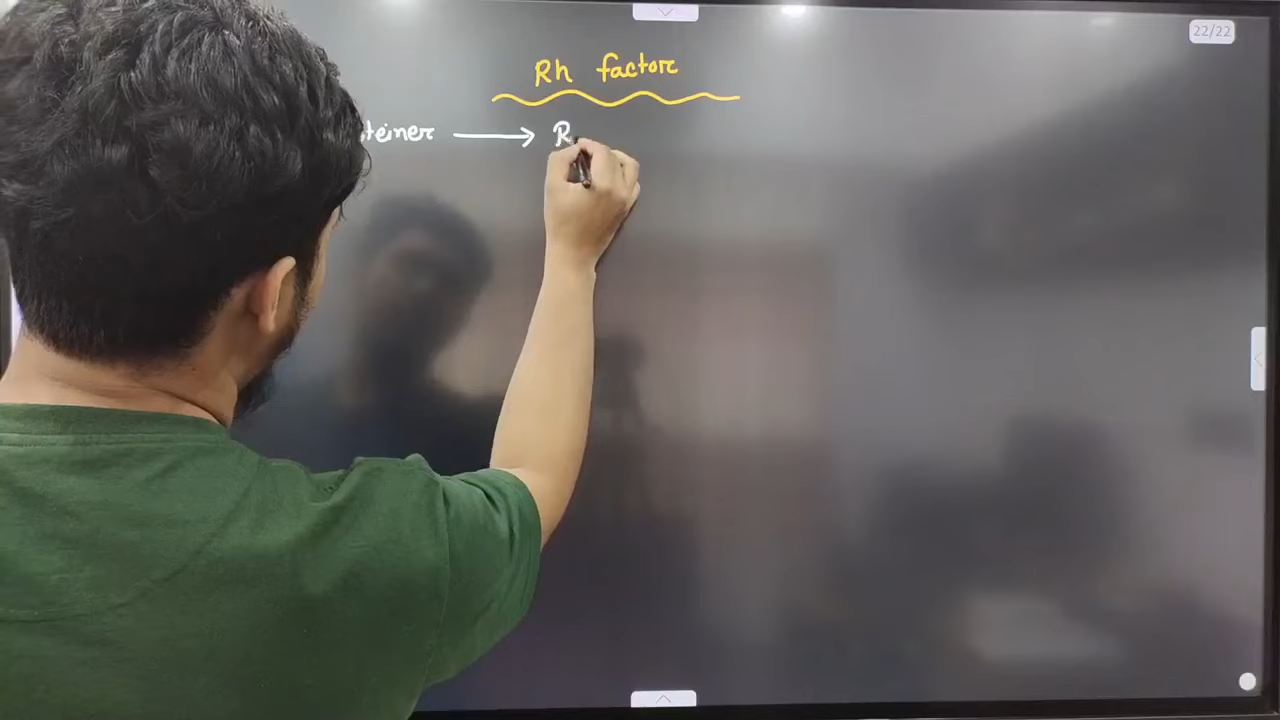 22/22
Rh factor
teiner → R